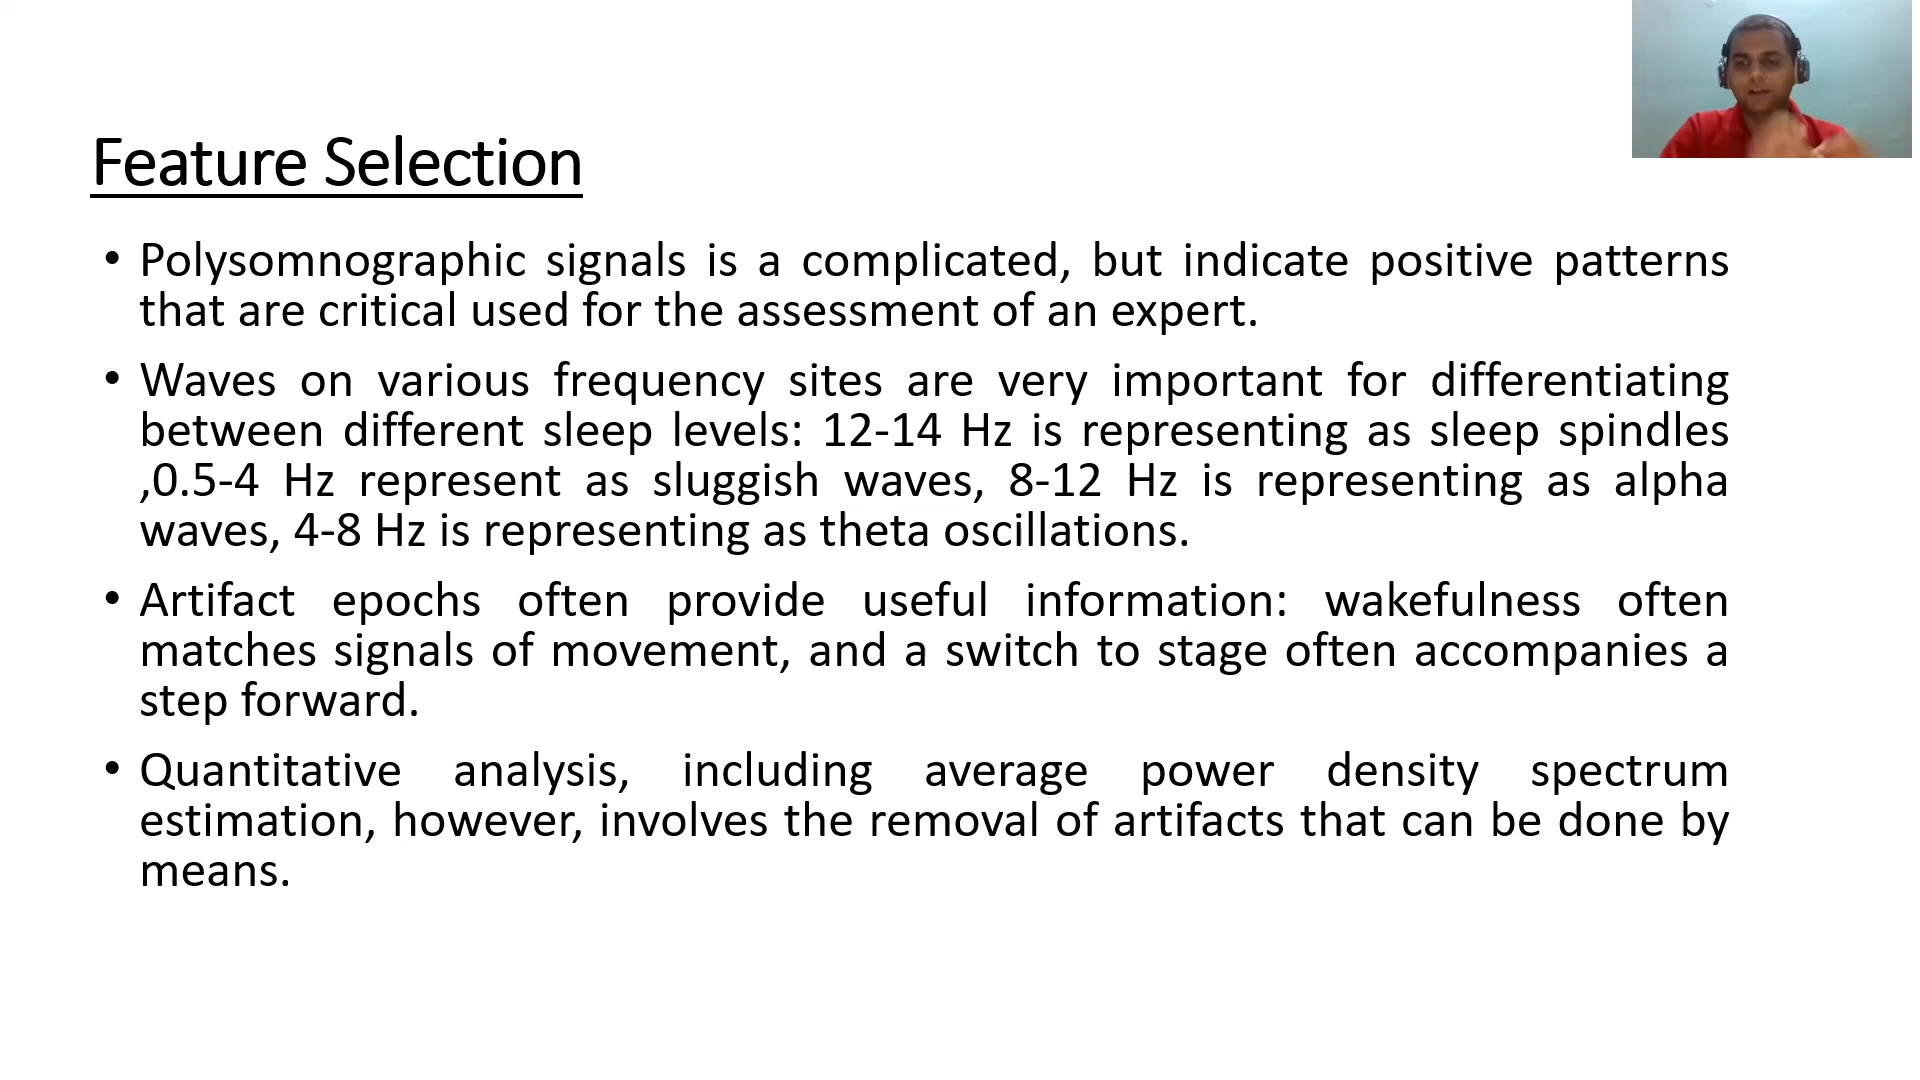 Feature Selection
• Polysomnographic signals is a complicated, but indicate positive patterns
that are critical used for the assessment of an expert.
• Waves on various frequency sites are very important for differentiating
between different sleep levels: 12-14 Hz is representing as sleep spindles
,0.5-4 Hz represent as sluggish waves, 8-12 Hz is representing as alpha
waves, 4-8 Hz is representing as theta oscillations.
• Artifact epochs often provide useful information: wakefulness often
matches signals of movement, and a switch to stage often accompanies a
step forward.
• Quantitative analysis, including average power density spectrum
estimation, however, involves the removal of artifacts that can be done by
means.